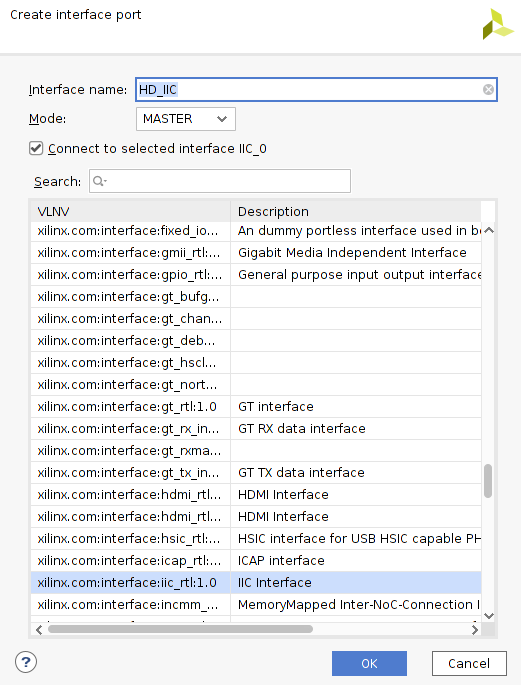 Create interface port
Interface name: HD_IIC
Mode: MASTER
Connect to selected interface IIC_0
Search:
VLNV Description
xilinx.com:interface:fixed_io... An dummy portless interface used in b
xilinx.com:interface:gmii_rtl:... Gigabit Media Independent Interface
xilinx.com:interface:gpio_rtl:... General purpose input output interface
xilinx.com:interface:gt_bufg...
xilinx.com:interface:gt_chan...
xilinx.com:interface:gt_deb...
xilinx.com:interface:gt_hscl...
xilinx.com:interface:gt_nort...
xilinx.com:interface:gt_rtl:1.0 GT interface
xilinx.com:interface:gt_rx_in... GT RX data interface
xilinx.com:interface:gt_rxma...
xilinx.com:interface:gt_tx_in... GT TX data interface
xilinx.com:interface:hdmi_rtl... HDMI Interface
xilinx.com:interface:hdmi_rtl... HDMI Interface
xilinx.com:interface:hsic_rtl:... HSIC interface for USB HSIC capable PH
xilinx.com:interface:icap_rtl:... ICAP interface
xilinx.com:interface:iic_rtl:1.0 IIC Interface
xilinx.com:interface:incmm_... MemoryMapped Inter-NoC-Connection I
? OK Cancel